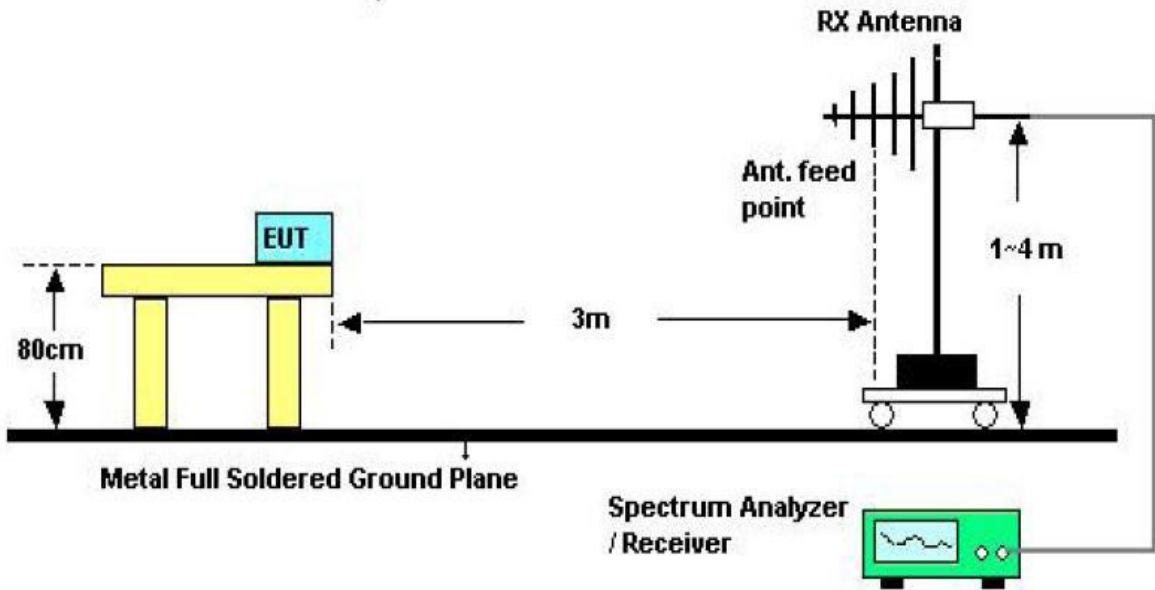 RX Antenna
Ant. feed
point
EUT
1~4 m
3m
80cm
Metal Full Soldered Ground Plane
Spectrum Analyzer
/ Receiver